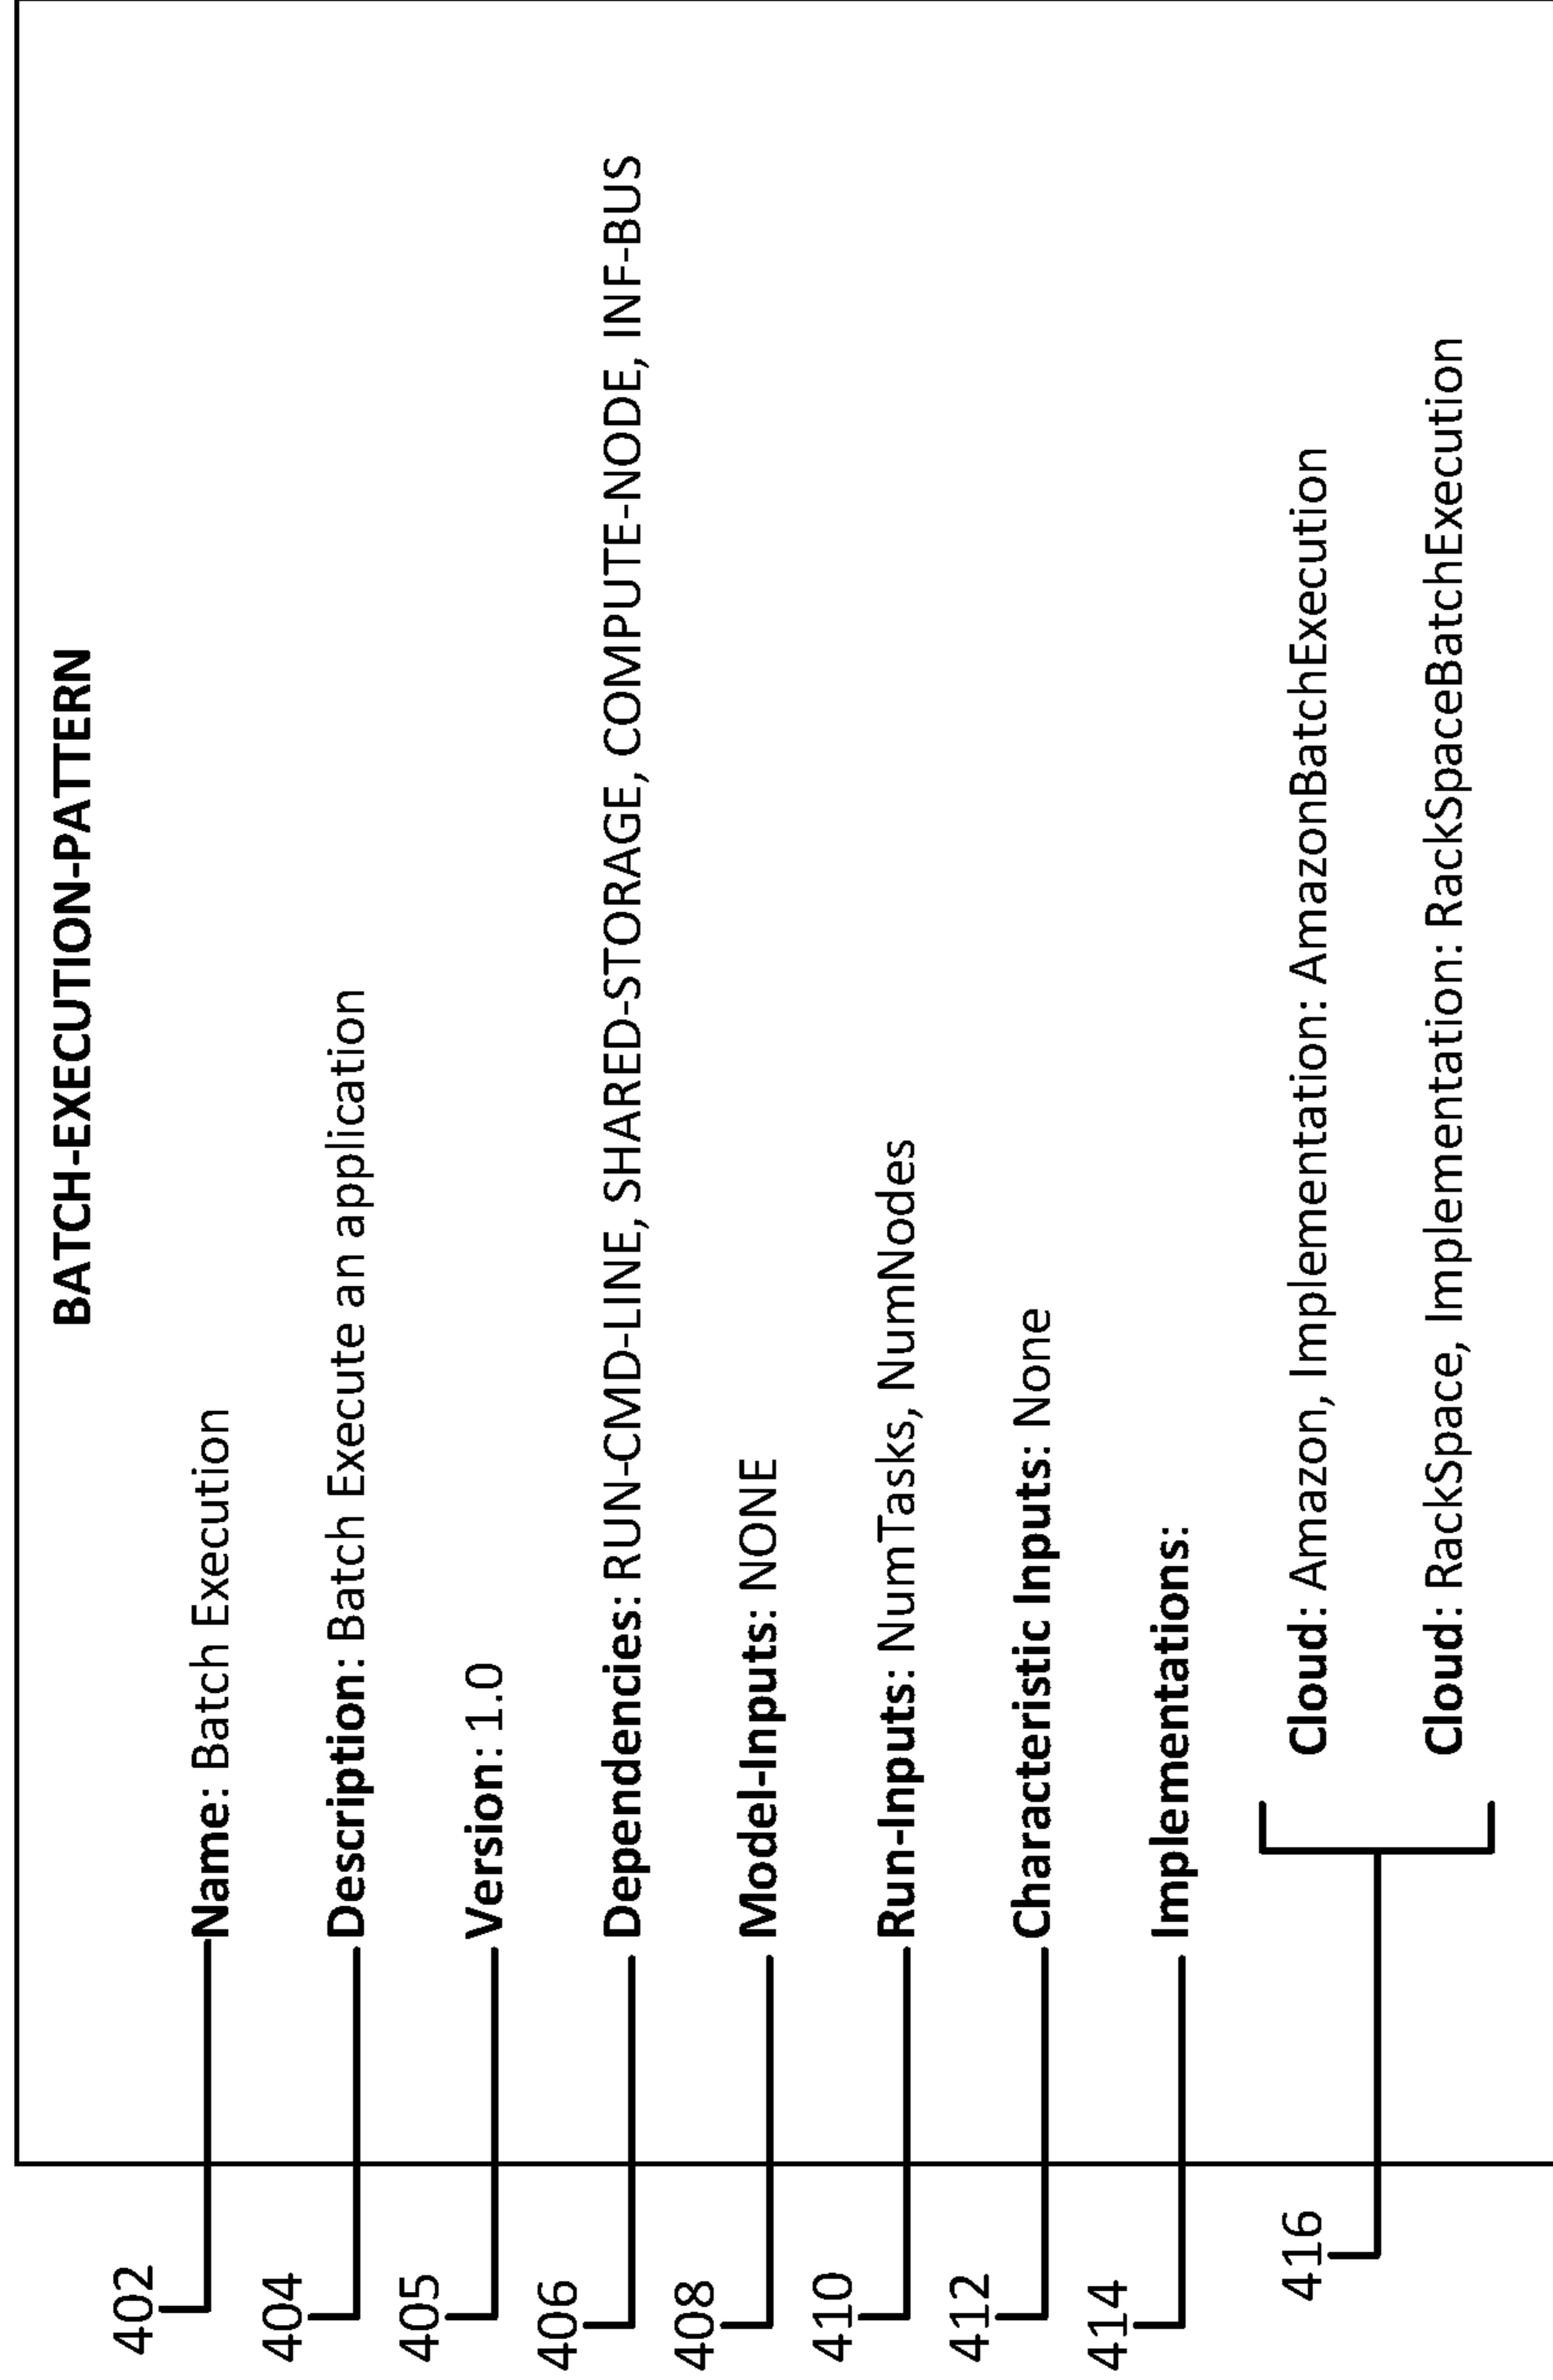 BATCH-EXECUTION-PATTERN
402
Name: Batch Execution
404
Description: Batch Execute an application
405
Version: 1.0
406
Dependencies: RUN-CMD-LINE, SHARED-STORAGE, COMPUTE-NODE, INF-BUS
408
Model-Inputs: NONE
410
Run-Inputs: NumTasks, NumNodes
412
Characteristic Inputs: None
414
Implementations:
416
Cloud: Amazon, Implementation: AmazonBatchExecution
Cloud: RackSpace, Implementation: RackSpaceBatchExecution